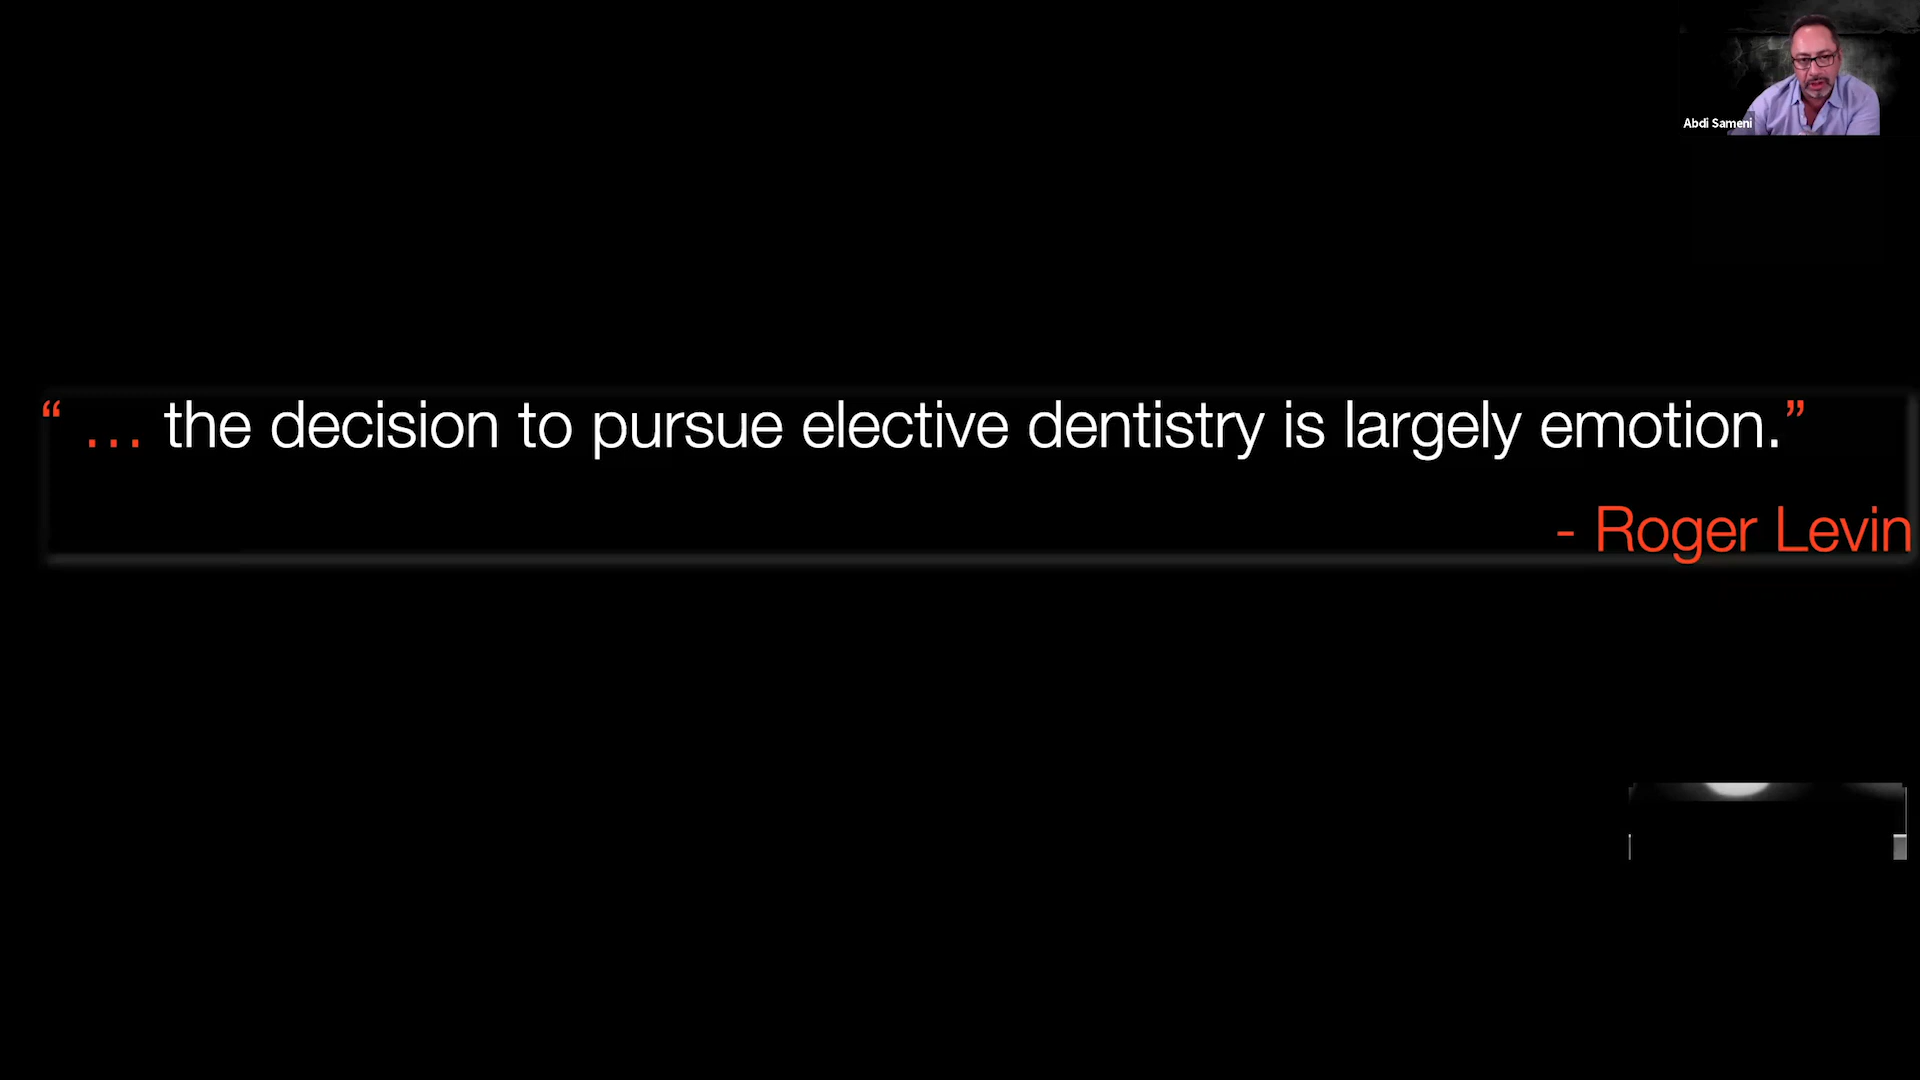 Abdi Sameni
“ … the decision to pursue elective dentistry is largely emotion.”
- Roger Levin